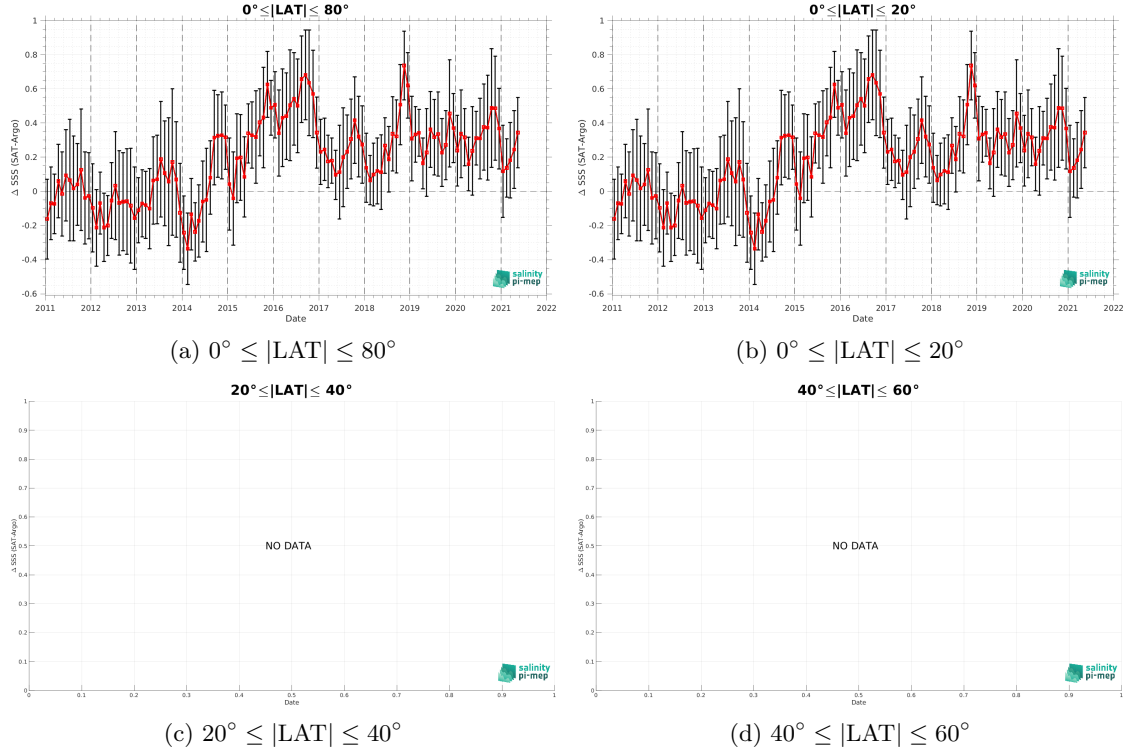 0°≤|LAT|≤ 80°
1
0.8
0.6
0.4
0.2
0
-0.2
-0.4
-0.6
Δ SSS (SAT-Argo)
2011 2012 2013 2014 2015 2016 2017 2018 2019 2020 2021 2022
Date
salinity
pi-mep
(a) 0° ≤ |LAT| ≤ 80°
0°≤|LAT|≤ 20°
1
0.8
0.6
0.4
0.2
0
-0.2
-0.4
-0.6
Δ SSS (SAT-Argo)
2011 2012 2013 2014 2015 2016 2017 2018 2019 2020 2021 2022
Date
salinity
pi-mep
(b) 0° ≤ |LAT| ≤ 20°
20°≤|LAT|≤ 40°
1
0.9
0.8
0.7
0.6
0.5
0.4
0.3
0.2
0.1
0
Δ SSS (SAT-Argo)
NO DATA
0 0.1 0.2 0.3 0.4 0.5 0.6 0.7 0.8 0.9 1
Date
salinity
pi-mep
(c) 20° ≤ |LAT| ≤ 40°
40°≤|LAT|≤ 60°
1
0.9
0.8
0.7
0.6
0.5
0.4
0.3
0.2
0.1
0
Δ SSS (SAT-Argo)
NO DATA
0 0.1 0.2 0.3 0.4 0.5 0.6 0.7 0.8 0.9 1
Date
salinity
pi-mep
(d) 40° ≤ |LAT| ≤ 60°